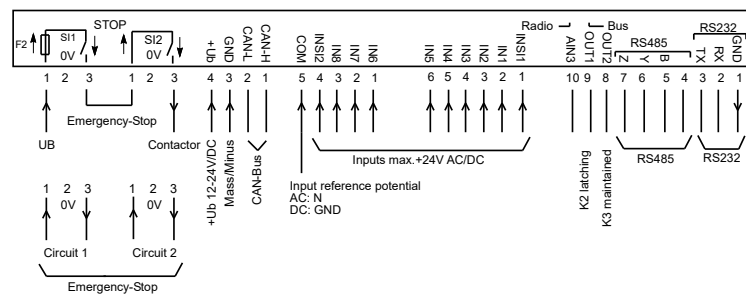 STOP
F2
SI1
0V
SI2
0V
+Ub
GND
CAN-L
CAN-H
COM
INSI2
IN8
IN7
IN6
IN5
IN4
IN3
IN2
IN1
INSI1
Radio
Bus
AIN3
OUT1
OUT2
RS485
Z
Y
B
RS232
TX
RX
GND
1 2 3 1 2 3 4 3 2 1 5 4 3 2 1 6 5 4 3 2 1 10 9 8 7 6 5 4 3 2 1
Emergency-Stop
UB
Contactor
+Ub 12-24V/DC
Mass/Minus
CAN-Bus
Inputs max.+24V AC/DC
Input reference potential
AC: N
DC: GND
K2 latching
K3 maintained
RS485
RS232
1 2 3 1 2 3
0V 0V
Circuit 1 Circuit 2
Emergency-Stop